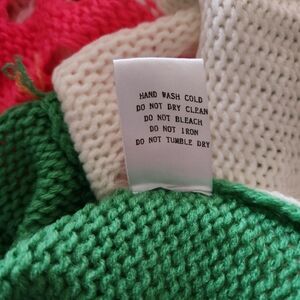 HAND WASH COLD
DO NOT DRY CLEAN
DO NOT BLEACH
DO NOT IRON
DO NOT TUMBLE DRY